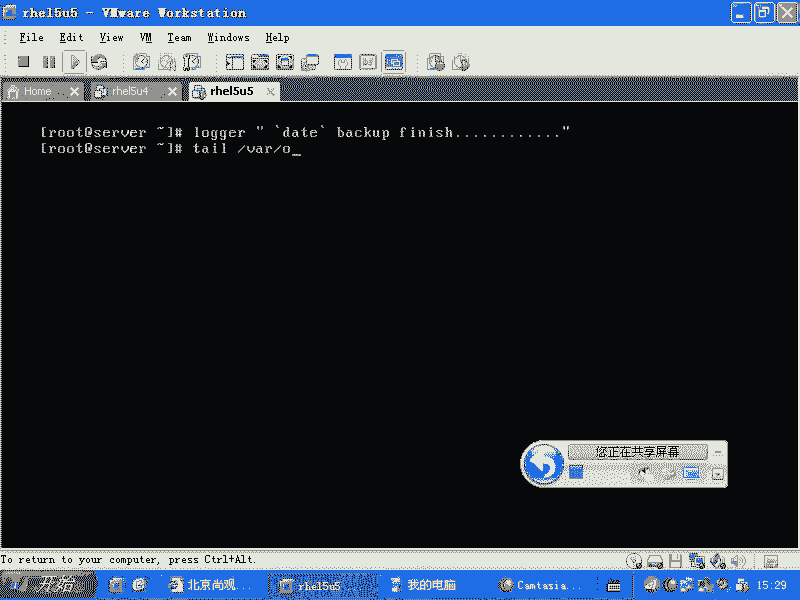 rhel5u5 - VMware Workstation
File Edit View VM Team Windows Help
Home rhel5u4 rhel5u5
[root@server ~]# logger " `date` backup finish............"
[root@server ~]# tail /var/o_
您正在共享屏幕
To return to your computer, press Ctrl+Alt.
开始 北京尚观... rhel5u5 我的电脑 Camtasia... 15:29